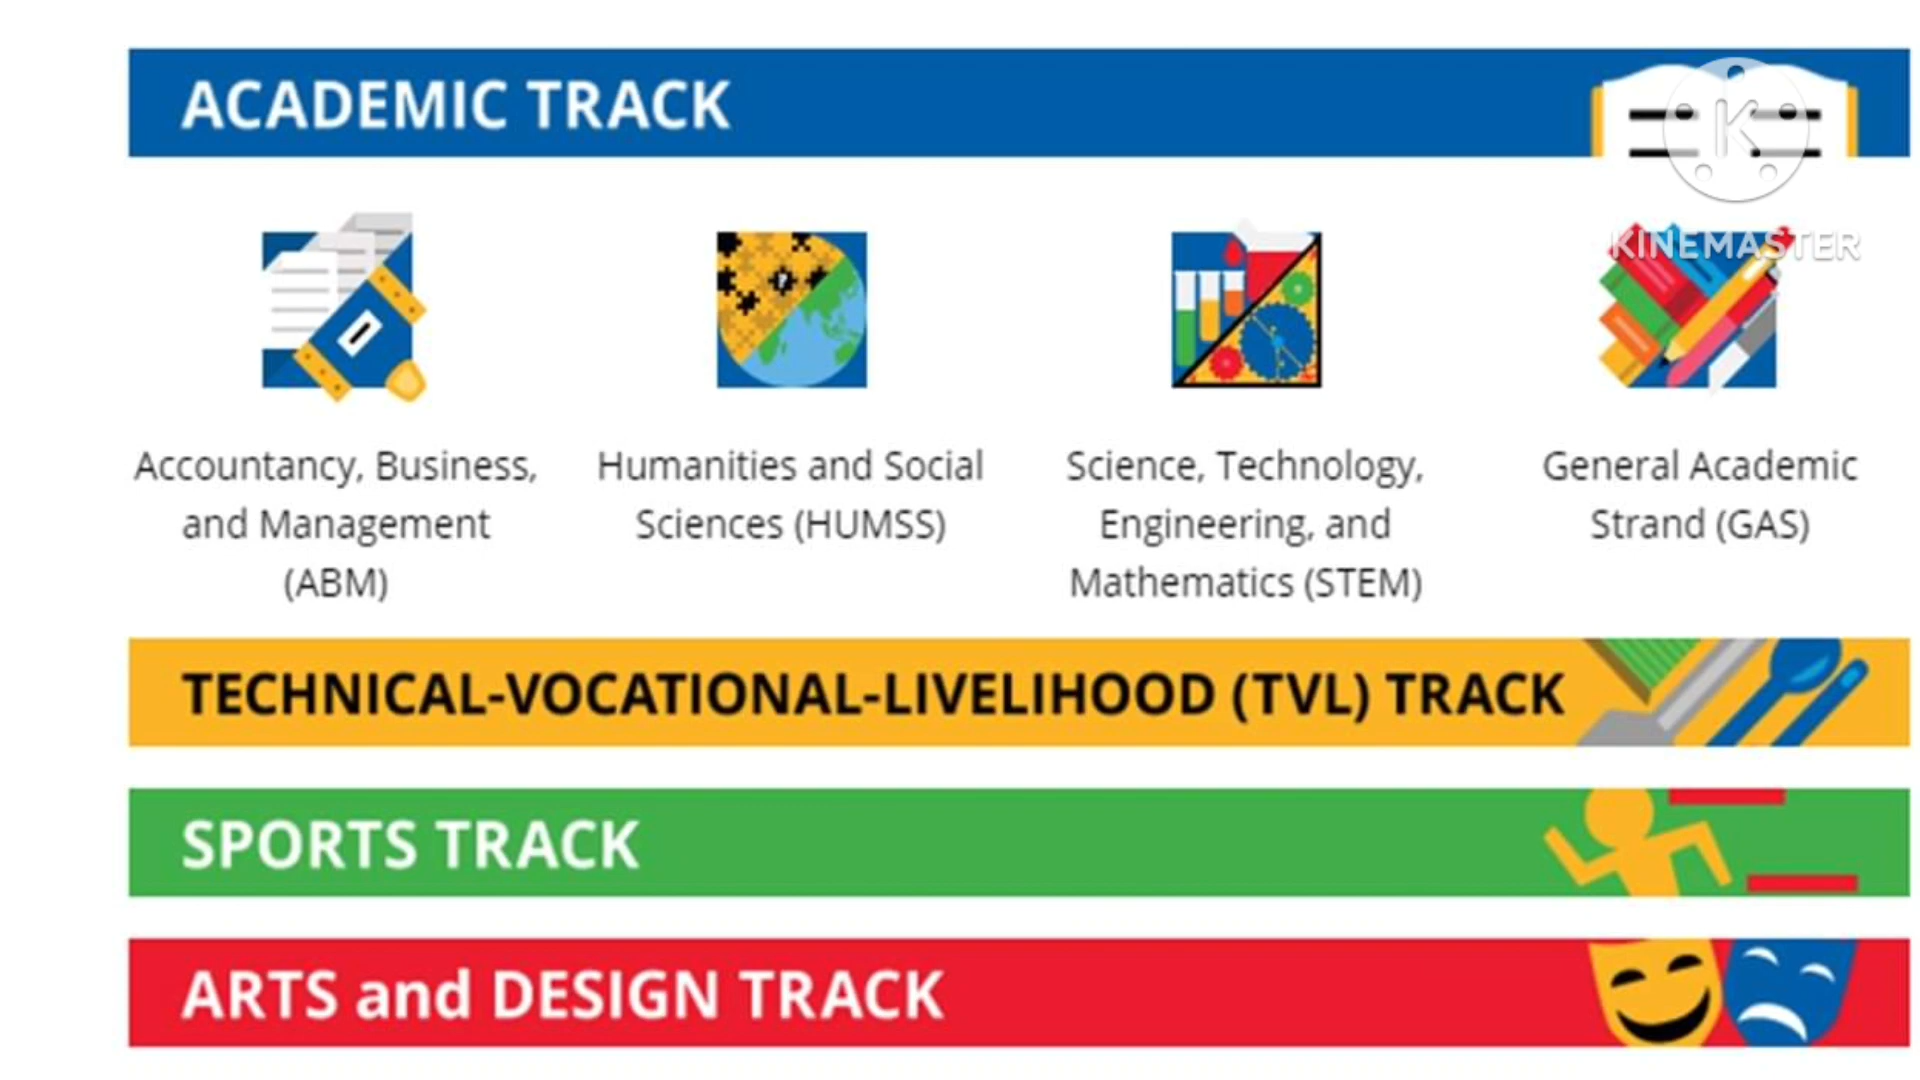 ACADEMIC TRACK
K
KINEMASTER
Accountancy, Business,
and Management
(ABM)
Humanities and Social
Sciences (HUMSS)
Science, Technology,
Engineering, and
Mathematics (STEM)
General Academic
Strand (GAS)
TECHNICAL-VOCATIONAL-LIVELIHOOD (TVL) TRACK
SPORTS TRACK
ARTS and DESIGN TRACK